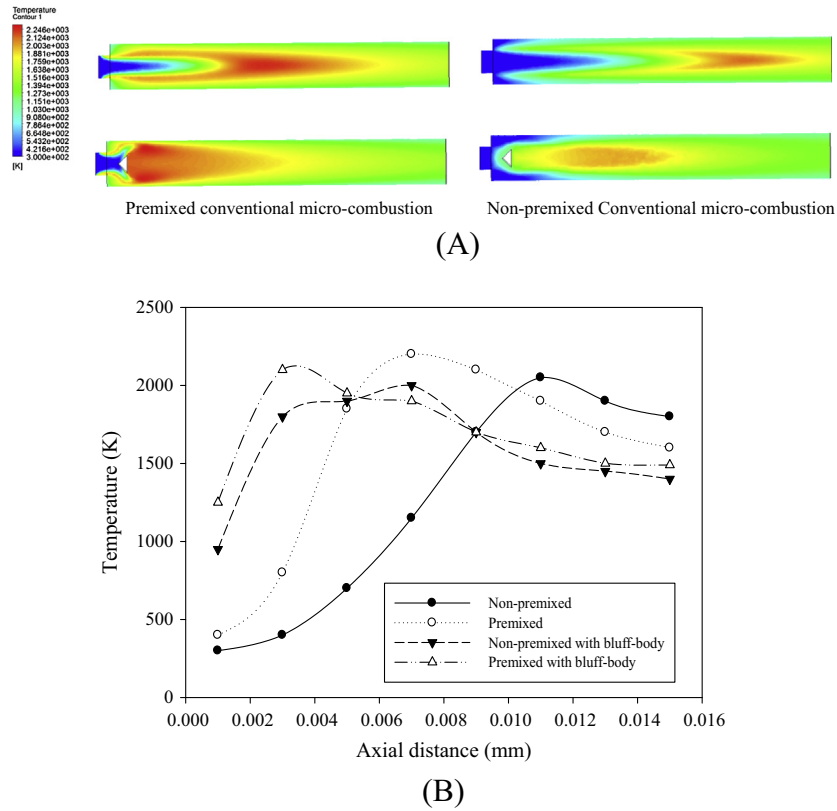 Temperature
Contour 1
2.246e+003
2.124e+003
2.003e+003
1.881e+003
1.759e+003
1.638e+003
1.516e+003
1.394e+003
1.273e+003
1.151e+003
1.030e+003
9.080e+002
7.863e+002
6.648e+002
5.432e+002
4.216e+002
3.000e+002
[K]
Premixed conventional micro-combustion
Non-premixed Conventional micro-combustion
(A)
2500
2000
1500
1000
500
0
Temperature (K)
Non-premixed
Premixed
Non-premixed with bluff-body
Premixed with bluff-body
0.000 0.002 0.004 0.006 0.008 0.010 0.012 0.014 0.016
Axial distance (mm)
(B)